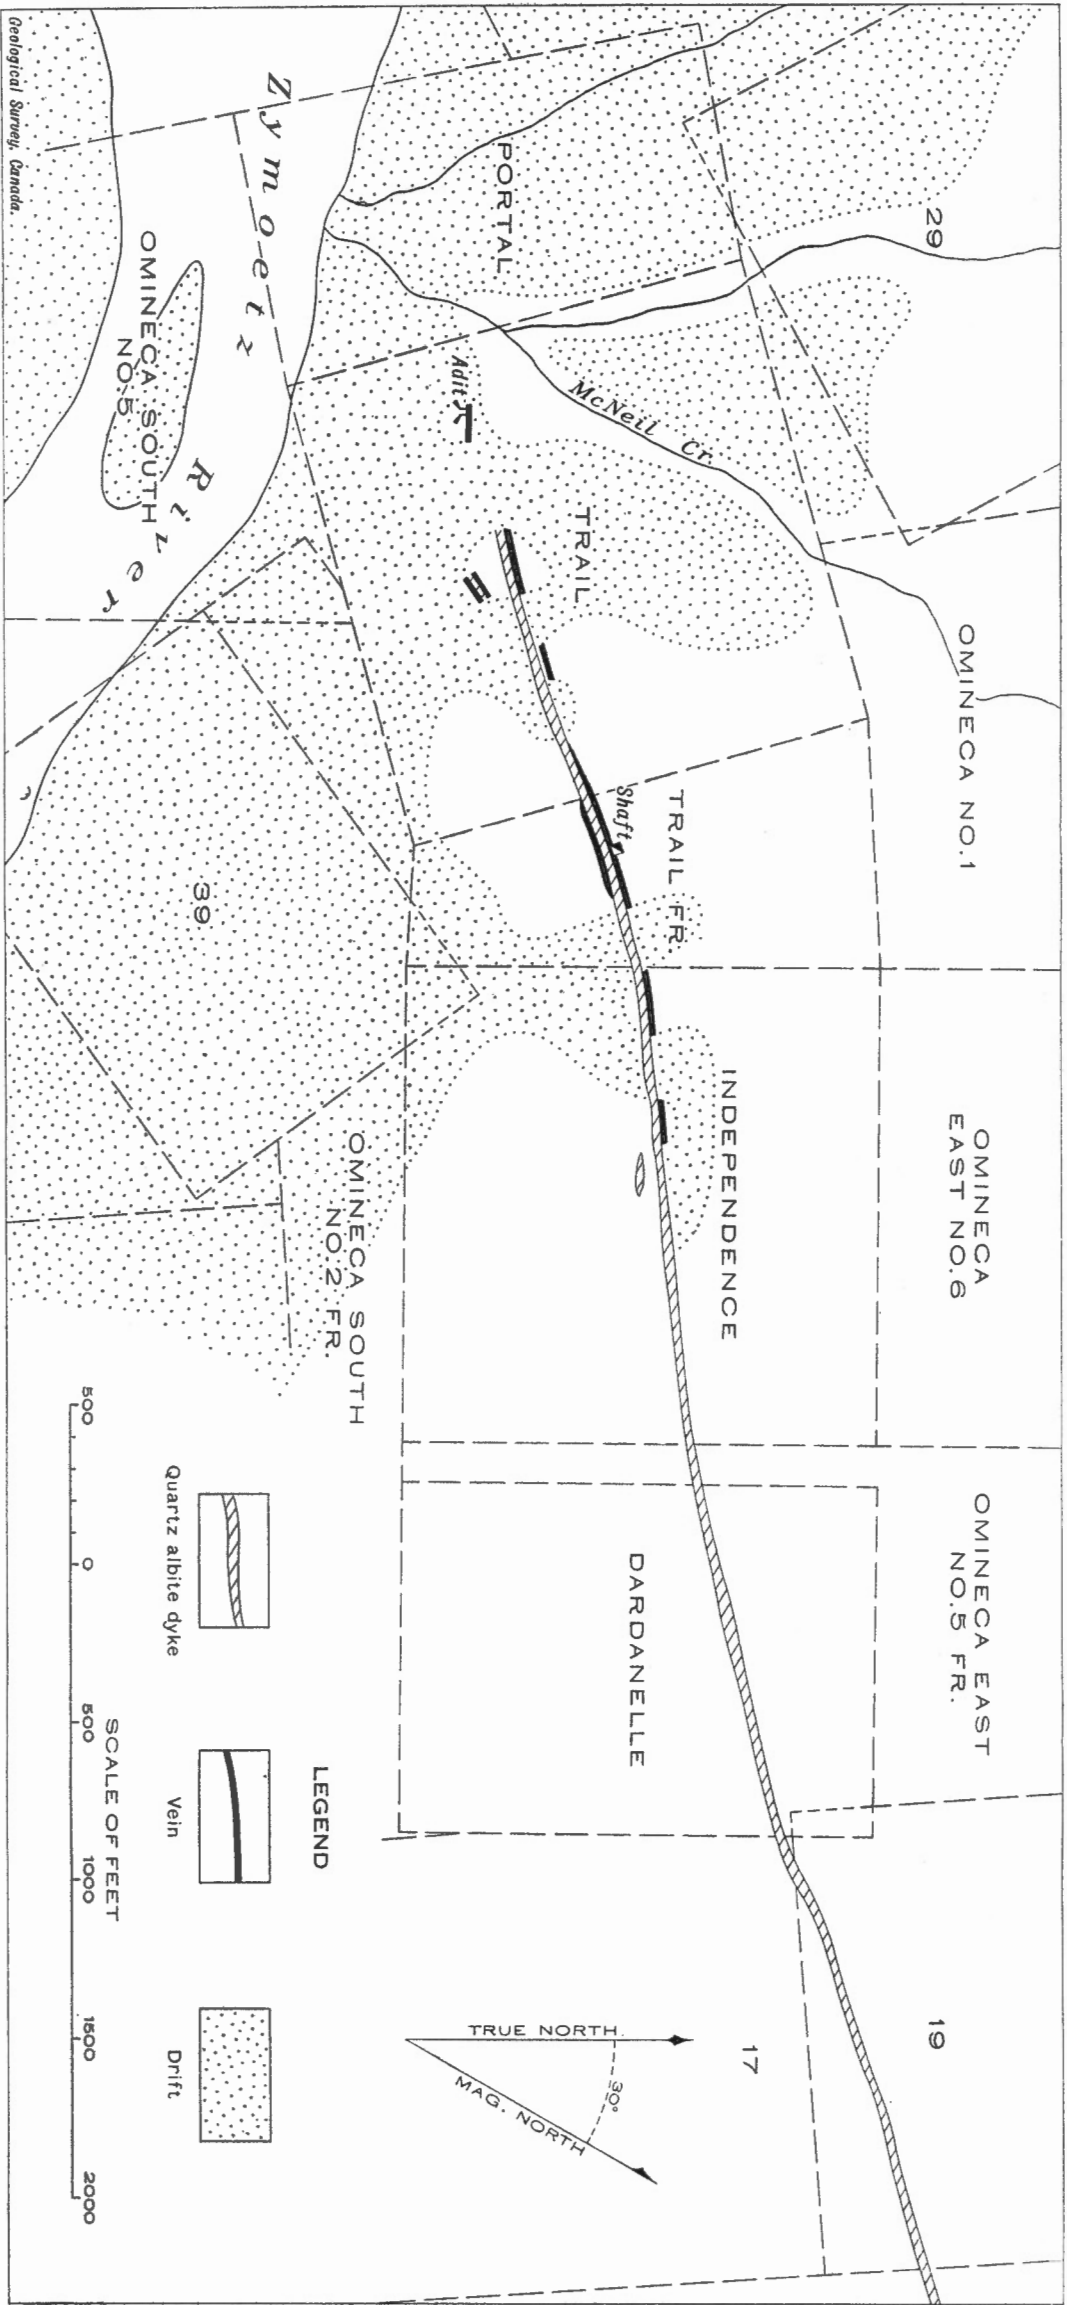 29
OMINECA NO.1
OMINECA
EAST NO.6
OMINECA EAST
NO.5 FR.
19
PORTAL
McNeil Cr.
Adit
TRAIL
TRAIL FR.
Shaft
INDEPENDENCE
DARDANELLE
17
Zymoetz River
OMINECA SOUTH
NO.5
39
OMINECA SOUTH
NO.2 FR.
TRUE NORTH
MAG. NORTH
30°
LEGEND
Quartz albite dyke
Vein
Drift
SCALE OF FEET
500 0 500 1000 1500 2000
Geological Survey, Canada.